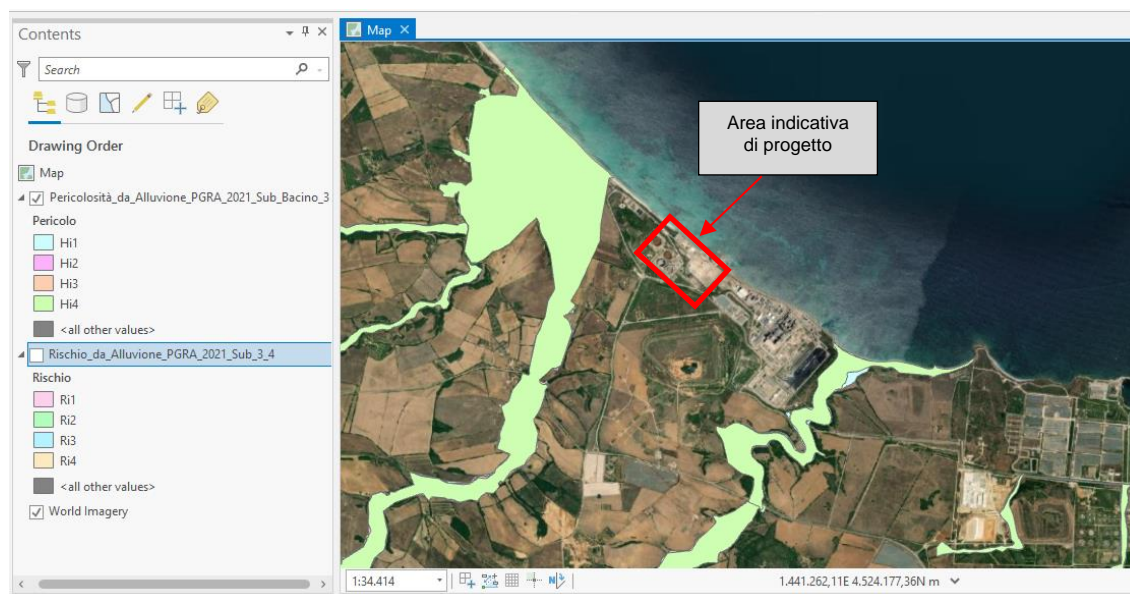 Contents
Search
Drawing Order
Map
Pericolosità_da_Alluvione_PGRA_2021_Sub_Bacino_3
Pericolo
Hi1
Hi2
Hi3
Hi4
<all other values>
Rischio_da_Alluvione_PGRA_2021_Sub_3_4
Rischio
Ri1
Ri2
Ri3
Ri4
<all other values>
World Imagery
Map
Area indicativa
di progetto
1:34.414
N
1.441.262,11E 4.524.177,36N m